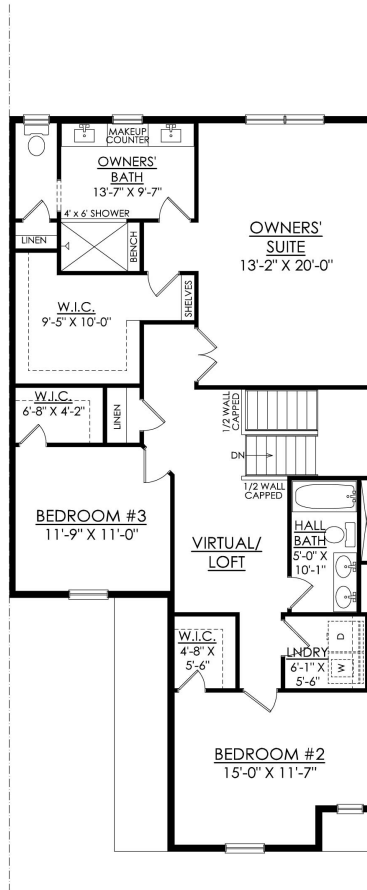 MAKEUP
COUNTER
OWNERS'
BATH
13'-7" X 9'-7"
4' x 6' SHOWER
LINEN
BENCH
OWNERS'
SUITE
13'-2" X 20'-0"
W.I.C.
9'-5" X 10'-0"
SHELVES
W.I.C.
6'-8" X 4'-2"
LINEN
1/2 WALL
CAPPED
DN
1/2 WALL
CAPPED
BEDROOM #3
11'-9" X 11'-0"
VIRTUAL/
LOFT
HALL
BATH
5'-0" X
10'-1"
W.I.C.
4'-8" X
5'-6"
LNDRY
6'-1" X
5'-6"
D
W
BEDROOM #2
15'-0" X 11'-7"